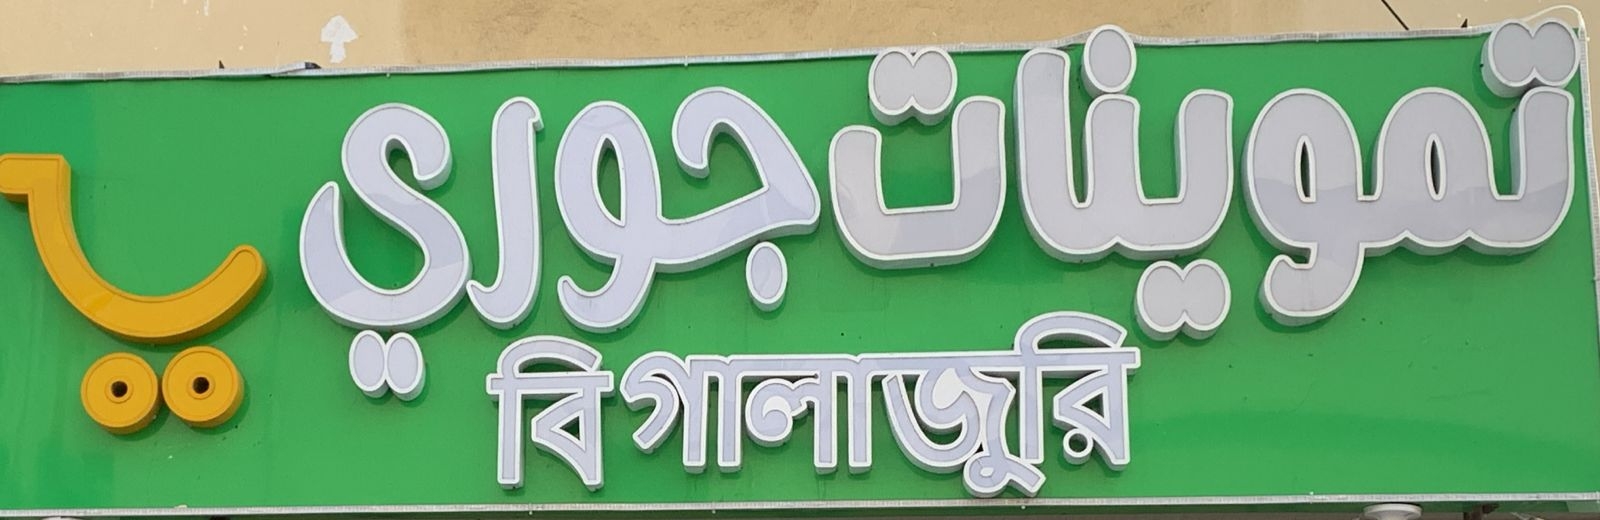 تموينات جوري
বি গালাজুরি